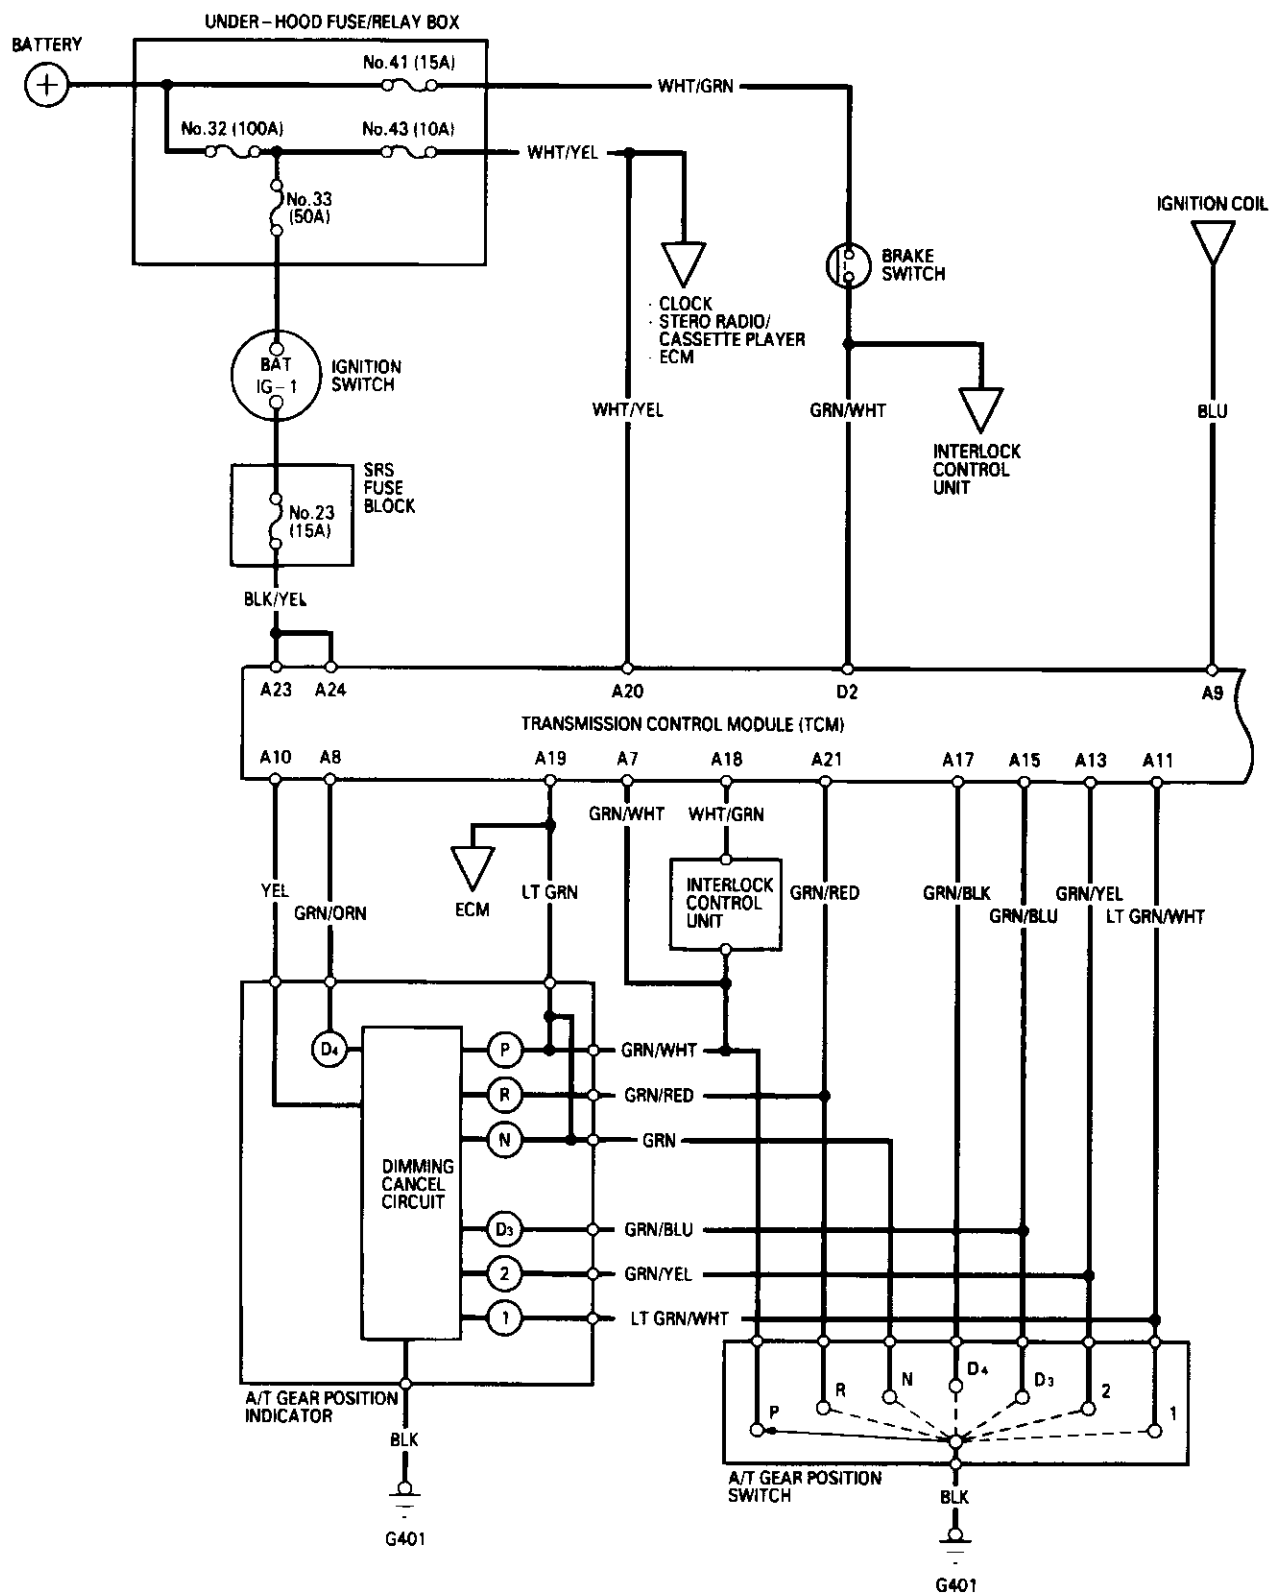 UNDER-HOOD FUSE/RELAY BOX
BATTERY
+
No.41 (15A)
WHT/GRN
No.32 (100A)
No.43 (10A)
WHT/YEL
No.33
(50A)
IGNITION COIL
BRAKE
SWITCH
· CLOCK
· STERO RADIO/
CASSETTE PLAYER
· ECM
BAT
IG-1
IGNITION
SWITCH
WHT/YEL
GRN/WHT
BLU
INTERLOCK
CONTROL
UNIT
SRS
FUSE
BLOCK
No.23
(15A)
BLK/YEL
A23
A24
A20
D2
A9
TRANSMISSION CONTROL MODULE (TCM)
A10
A8
A19
A7
A18
A21
A17
A15
A13
A11
GRN/WHT
WHT/GRN
YEL
GRN/ORN
ECM
LT GRN
INTERLOCK
CONTROL
UNIT
GRN/RED
GRN/BLK
GRN/BLU
GRN/YEL
LT GRN/WHT
D4
P
GRN/WHT
R
GRN/RED
N
GRN
DIMMING
CANCEL
CIRCUIT
D3
GRN/BLU
2
GRN/YEL
1
LT GRN/WHT
A/T GEAR POSITION
INDICATOR
BLK
G401
P
R
N
D4
D3
2
1
A/T GEAR POSITION
SWITCH
BLK
G401